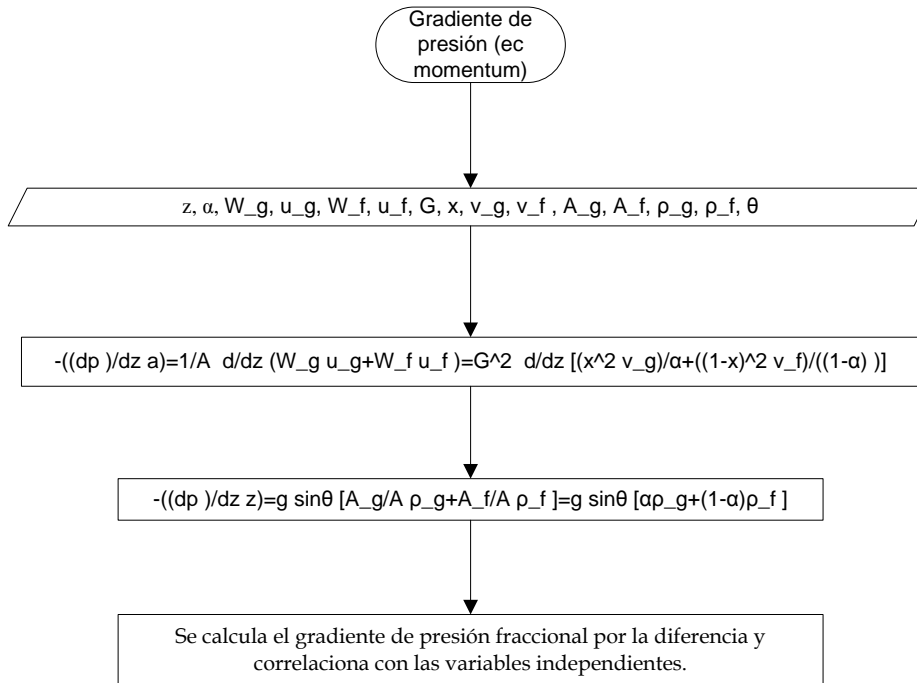 Gradiente de
presión (ec
momentum)
z, α, W_g, u_g, W_f, u_f, G, x, v_g, v_f , A_g, A_f, ρ_g, ρ_f, θ
-((dp )/dz a)=1/A d/dz (W_g u_g+W_f u_f )=G^2 d/dz [(x^2 v_g)/α+((1-x)^2 v_f)/((1-α) )]
-((dp )/dz z)=g sinθ [A_g/A ρ_g+A_f/A ρ_f ]=g sinθ [αρ_g+(1-α)ρ_f ]
Se calcula el gradiente de presión fraccional por la diferencia y
correlaciona con las variables independientes.